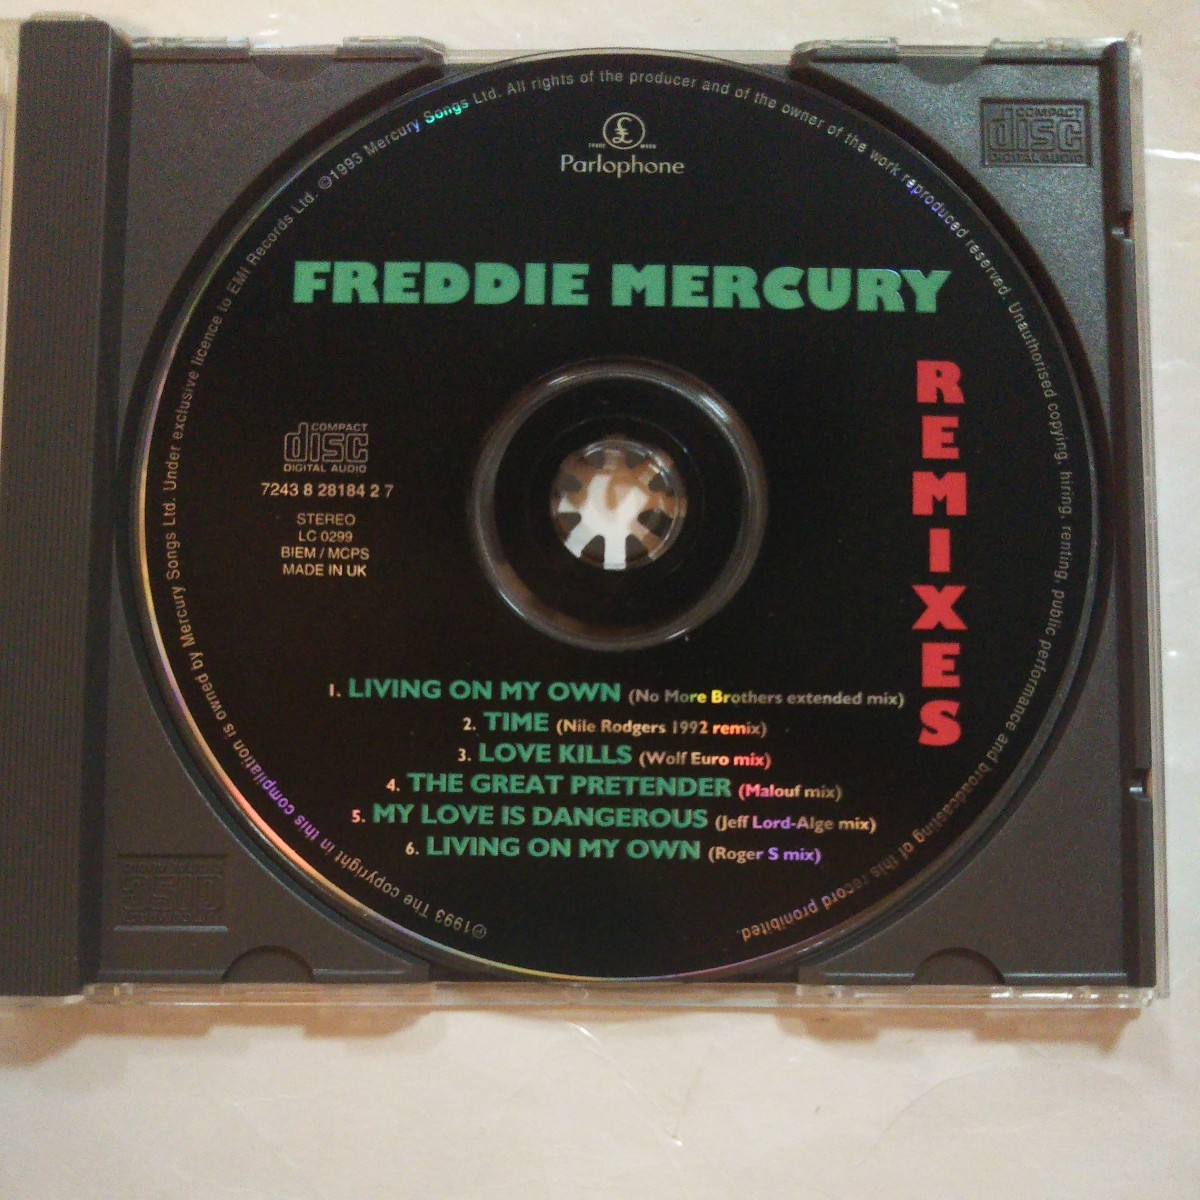 ℗1993 The copyright in this compilation is owned by Mercury Songs Ltd. Under exclusive licence to EMI Records Ltd. ©1993 Mercury Songs Ltd. All rights of the producer and of the owner of the work reproduced reserved. Unauthorised copying, hiring, renting, public performance and broadcasting of this record prohibited.
£
TRADE MARK
Parlophone
COMPACT
disc
DIGITAL AUDIO
FREDDIE MERCURY
REMIXES
COMPACT
disc
DIGITAL AUDIO
7243 8 28184 2 7
STEREO
LC 0299
BIEM / MCPS
MADE IN UK
1. LIVING ON MY OWN (No More Brothers extended mix)
2. TIME (Nile Rodgers 1992 remix)
3. LOVE KILLS (Wolf Euro mix)
4. THE GREAT PRETENDER (Malouf mix)
5. MY LOVE IS DANGEROUS (Jeff Lord-Alge mix)
6. LIVING ON MY OWN (Roger S mix)
COMPACT
disc
DIGITAL AUDIO